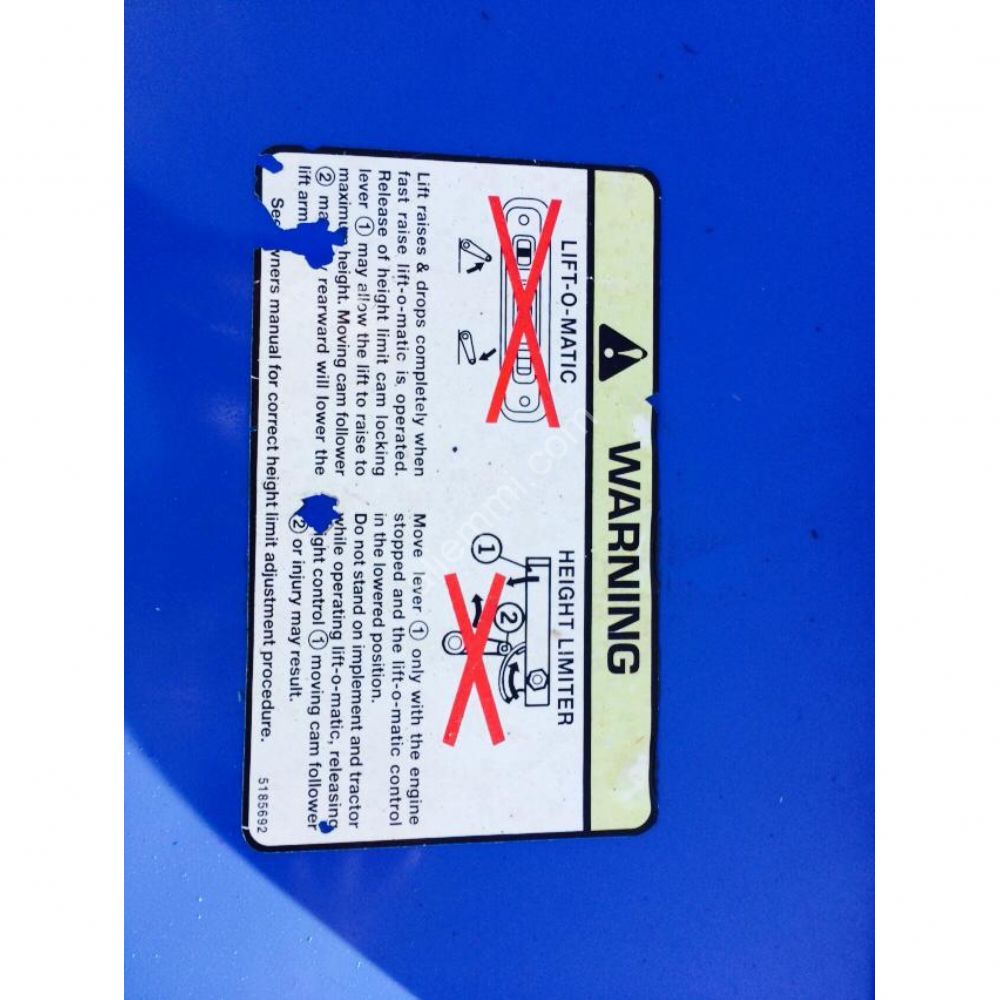 WARNING
LIFT-O-MATIC
Lift raises & drops completely when
fast raise lift-o-matic is operated.
Release of height limit cam locking
lever ① may allow the lift to raise to
maximum height. Moving cam follower
② rearward will lower the
lift arm
HEIGHT LIMITER
1
2
Move lever ① only with the engine
stopped and the lift-o-matic control
in the lowered position.
Do not stand on implement and tractor
while operating lift-o-matic, releasing
control ① moving cam follower
② or injury may result.
manual for correct height limit adjustment procedure.
5185692